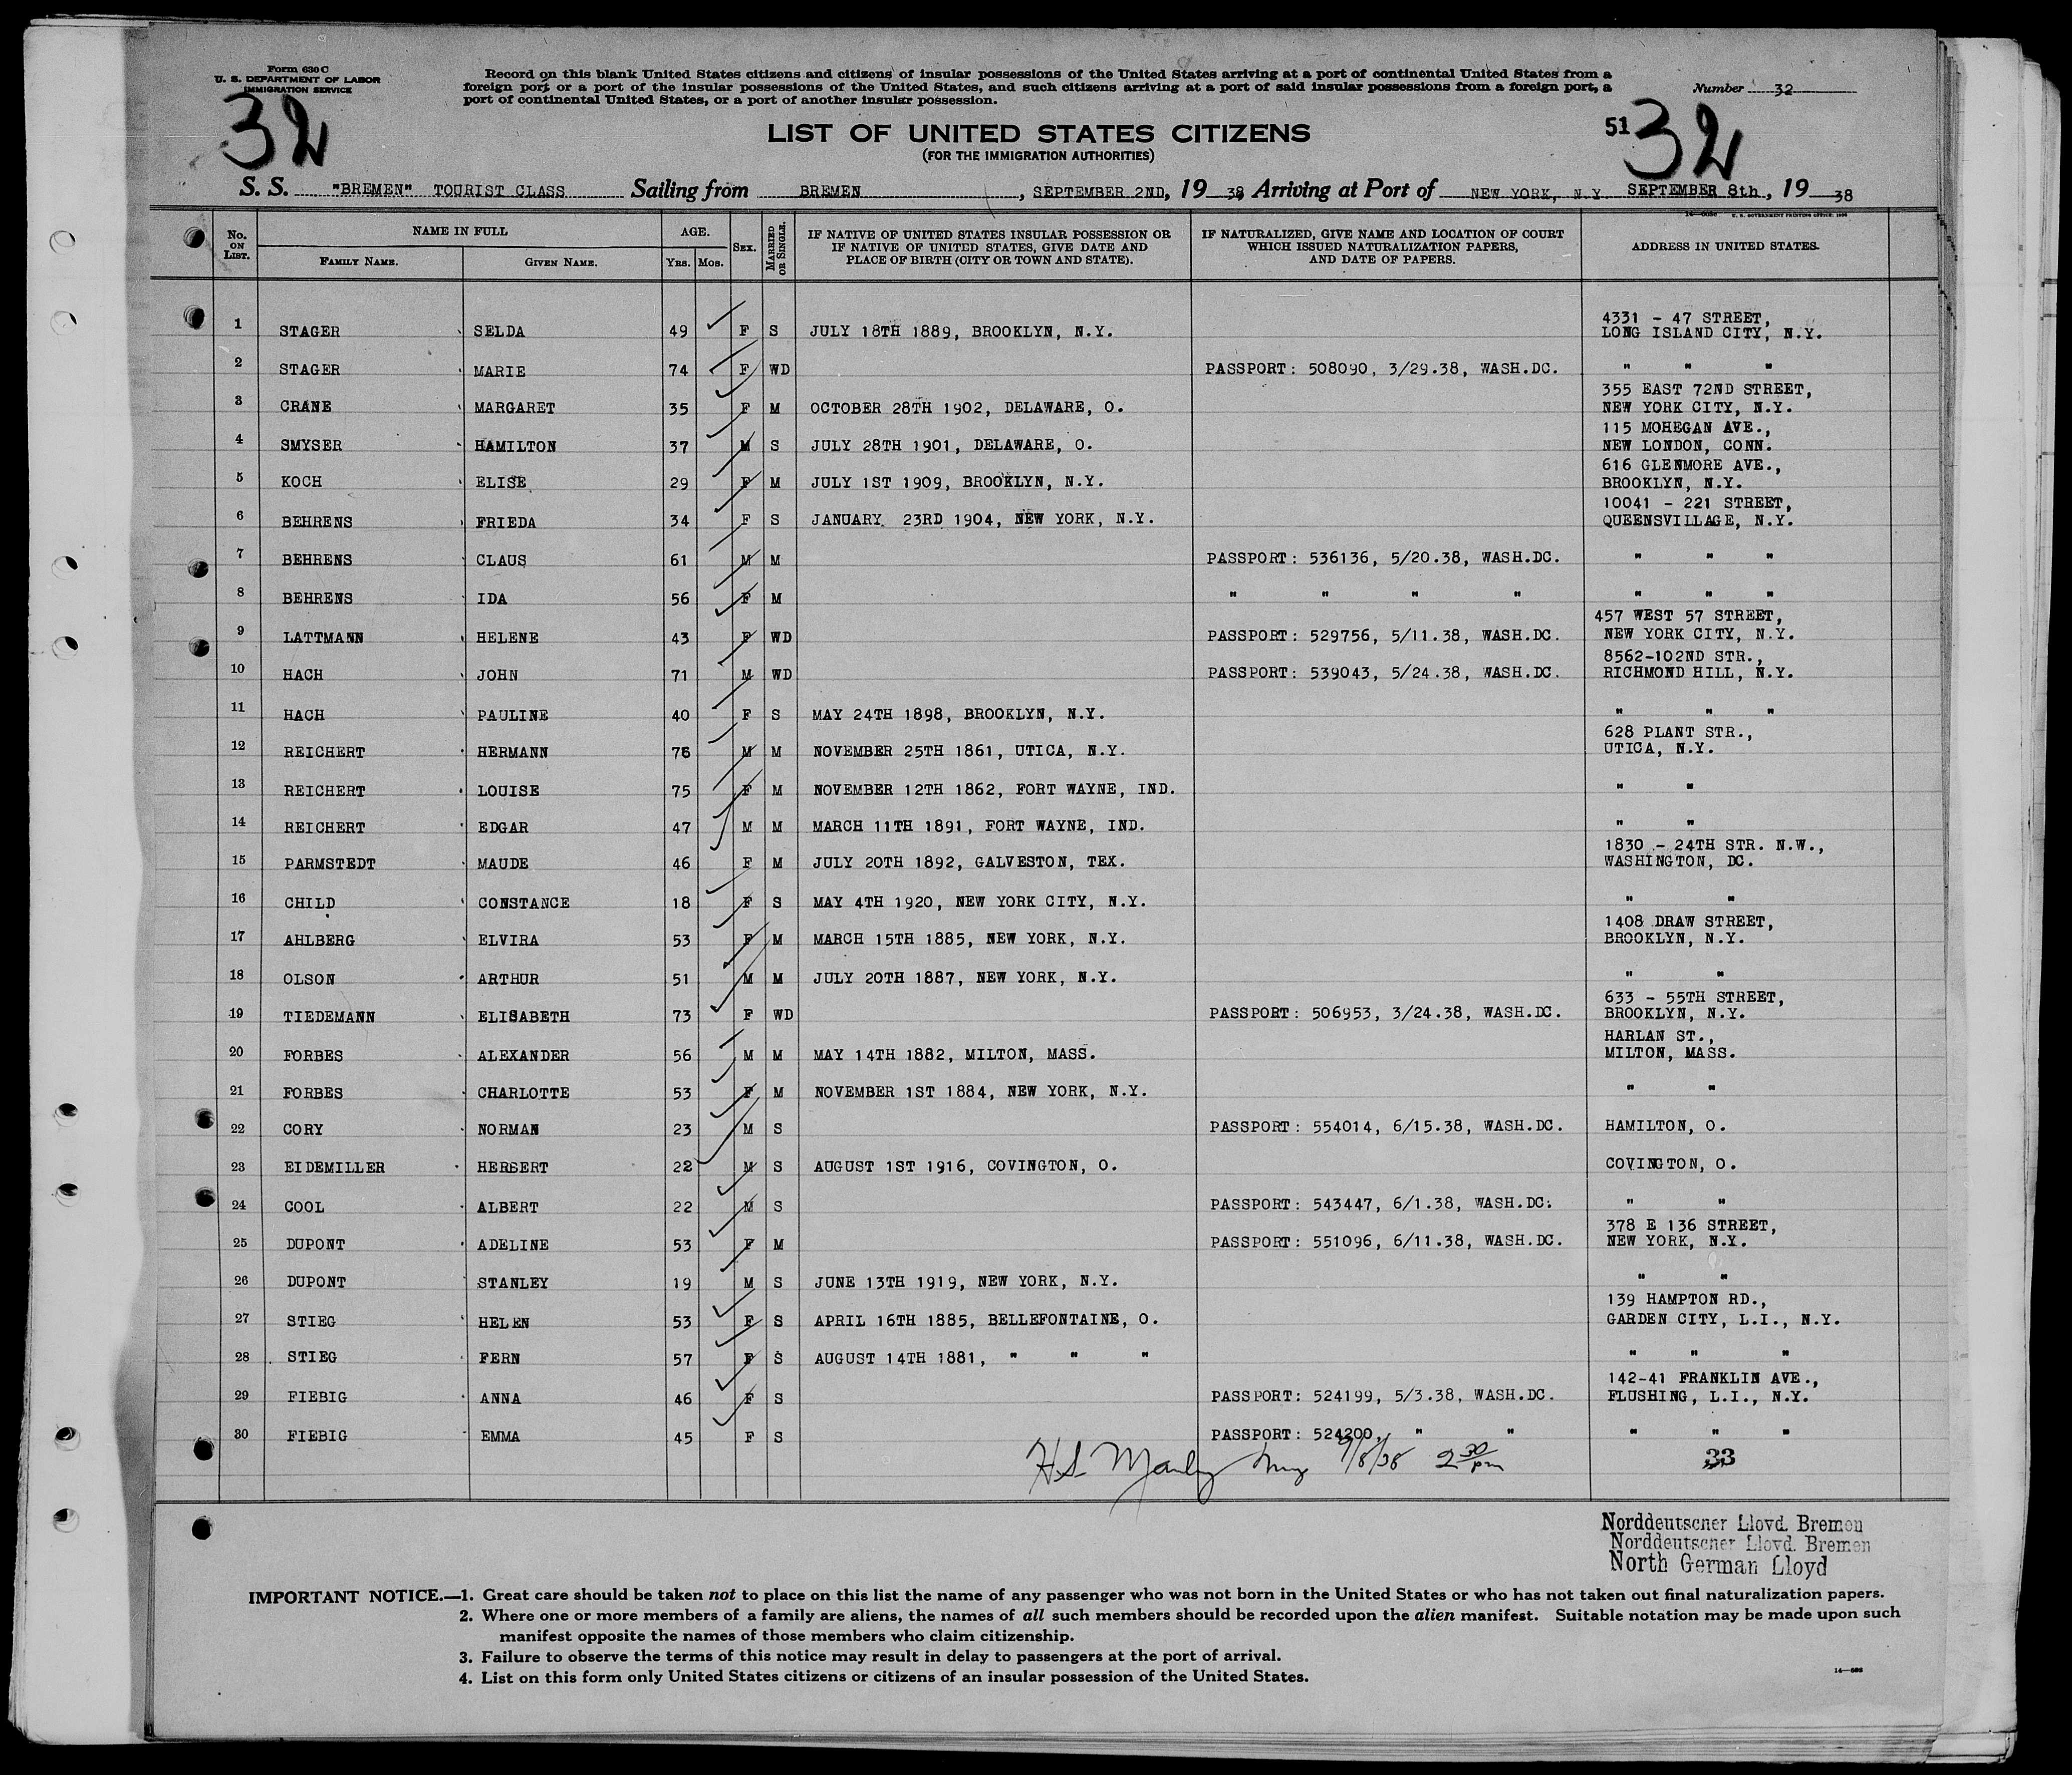 Form 630 C
U. S. DEPARTMENT OF LABOR
IMMIGRATION SERVICE
Record on this blank United States citizens and citizens of insular possessions of the United States arriving at a port of continental United States from a
foreign port or a port of the insular possessions of the United States, and such citizens arriving at a port of said insular possessions from a foreign port, a
port of continental United States, or a port of another insular possession.
Number 32
32
51 32
LIST OF UNITED STATES CITIZENS
(FOR THE IMMIGRATION AUTHORITIES)
S. S. "BREMEN" TOURIST CLASS Sailing from BREMEN, SEPTEMBER 2ND, 19 38, Arriving at Port of NEW YORK, N.Y. SEPTEMBER 8th, 19 38
U. S. GOVERNMENT PRINTING OFFICE: 1936
No. ON LIST. NAME IN FULL FAMILY NAME. GIVEN NAME. AGE. YRS. MOS. SEX. MARRIED OR SINGLE. IF NATIVE OF UNITED STATES INSULAR POSSESSION OR IF NATIVE OF UNITED STATES, GIVE DATE AND PLACE OF BIRTH (CITY OR TOWN AND STATE). IF NATURALIZED, GIVE NAME AND LOCATION OF COURT WHICH ISSUED NATURALIZATION PAPERS, AND DATE OF PAPERS. ADDRESS IN UNITED STATES.
1 STAGER SELDA 49 F S JULY 18TH 1889, BROOKLYN, N.Y. 4331 - 47 STREET, LONG ISLAND CITY, N.Y.
2 STAGER MARIE 74 F WD PASSPORT: 508090, 3/29.38, WASH.DC. " " "
3 CRANE MARGARET 35 F M OCTOBER 28TH 1902, DELAWARE, O. 355 EAST 72ND STREET, NEW YORK CITY, N.Y.
4 SMYSER HAMILTON 37 M S JULY 28TH 1901, DELAWARE, O. 115 MOHEGAN AVE., NEW LONDON, CONN.
5 KOCH ELISE 29 F M JULY 1ST 1909, BROOKLYN, N.Y. 616 GLENMORE AVE., BROOKLYN, N.Y.
6 BEHRENS FRIEDA 34 F S JANUARY 23RD 1904, NEW YORK, N.Y. 10041 - 221 STREET, QUEENSVILLAGE, N.Y.
7 BEHRENS CLAUS 61 M M PASSPORT: 536136, 5/20.38, WASH.DC. " " "
8 BEHRENS IDA 56 F M " " " " " " "
9 LATTMANN HELENE 43 F WD PASSPORT: 529756, 5/11.38, WASH.DC. 457 WEST 57 STREET, NEW YORK CITY, N.Y.
10 HACH JOHN 71 M WD PASSPORT: 539043, 5/24.38, WASH.DC. 8562-102ND STR., RICHMOND HILL, N.Y.
11 HACH PAULINE 40 F S MAY 24TH 1898, BROOKLYN, N.Y. " " "
12 REICHERT HERMANN 76 M M NOVEMBER 25TH 1861, UTICA, N.Y. 628 PLANT STR., UTICA, N.Y.
13 REICHERT LOUISE 75 F M NOVEMBER 12TH 1862, FORT WAYNE, IND. " "
14 REICHERT EDGAR 47 M M MARCH 11TH 1891, FORT WAYNE, IND. " "
15 PARMSTEDT MAUDE 46 F M JULY 20TH 1892, GALVESTON, TEX. 1830 - 24TH STR. N.W., WASHINGTON, DC.
16 CHILD CONSTANCE 18 F S MAY 4TH 1920, NEW YORK CITY, N.Y. " "
17 AHLBERG ELVIRA 53 F M MARCH 15TH 1885, NEW YORK, N.Y. 1408 DRAW STREET, BROOKLYN, N.Y.
18 OLSON ARTHUR 51 M M JULY 20TH 1887, NEW YORK, N.Y. " "
19 TIEDEMANN ELISABETH 73 F WD PASSPORT: 506953, 3/24.38, WASH.DC. 633 - 55TH STREET, BROOKLYN, N.Y.
20 FORBES ALEXANDER 56 M M MAY 14TH 1882, MILTON, MASS. HARLAN ST., MILTON, MASS.
21 FORBES CHARLOTTE 53 F M NOVEMBER 1ST 1884, NEW YORK, N.Y. " "
22 CORY NORMAN 23 M S PASSPORT: 554014, 6/15.38, WASH.DC. HAMILTON, O.
23 EIDEMILLER HERBERT 22 M S AUGUST 1ST 1916, COVINGTON, O. COVINGTON, O.
24 COOL ALBERT 22 M S PASSPORT: 543447, 6/1.38, WASH.DC. " "
25 DUPONT ADELINE 53 F M PASSPORT: 551096, 6/11.38, WASH.DC. 378 E 136 STREET, NEW YORK, N.Y.
26 DUPONT STANLEY 19 M S JUNE 13TH 1919, NEW YORK, N.Y. " "
27 STIEG HELEN 53 F S APRIL 16TH 1885, BELLEFONTAINE, O. 139 HAMPTON RD., GARDEN CITY, L.I., N.Y.
28 STIEG FERN 57 F S AUGUST 14TH 1881, " " " " " "
29 FIEBIG ANNA 46 F S PASSPORT: 524199, 5/3.38, WASH.DC. 142-41 FRANKLIN AVE., FLUSHING, L.I., N.Y.
30 FIEBIG EMMA 45 F S PASSPORT: 524200, " " " " "
H.S. Manley 9/8/38 2 30 pm
33
Norddeutscher Lloyd. Bremen
Norddeutscher Lloyd. Bremen
North German Lloyd
IMPORTANT NOTICE.—1. Great care should be taken not to place on this list the name of any passenger who was not born in the United States or who has not taken out final naturalization papers.
2. Where one or more members of a family are aliens, the names of all such members should be recorded upon the alien manifest. Suitable notation may be made upon such
manifest opposite the names of those members who claim citizenship.
3. Failure to observe the terms of this notice may result in delay to passengers at the port of arrival.
4. List on this form only United States citizens or citizens of an insular possession of the United States.